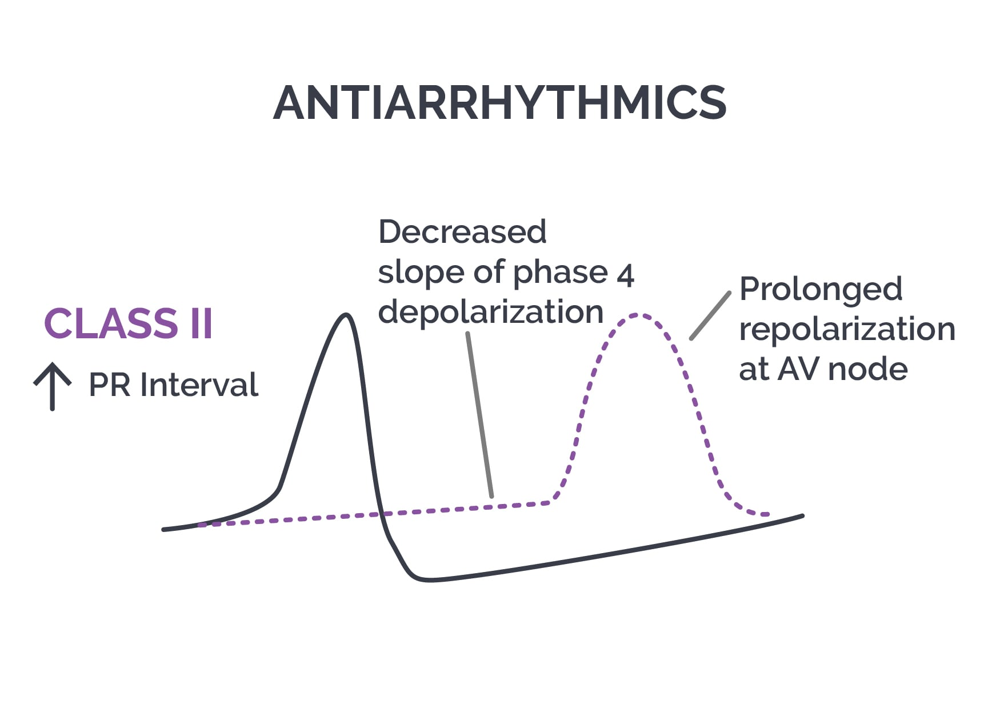 ANTIARRHYTHMICS
CLASS II
↑ PR Interval
Decreased
slope of phase 4
depolarization
Prolonged
repolarization
at AV node